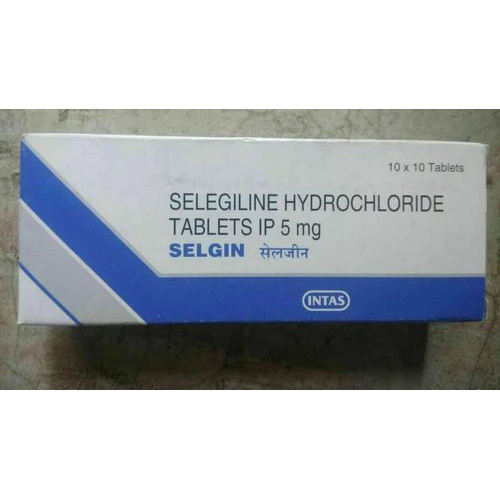 10 x 10 Tablets
SELEGILINE HYDROCHLORIDE
TABLETS IP 5 mg
SELGIN सेलजीन
INTAS